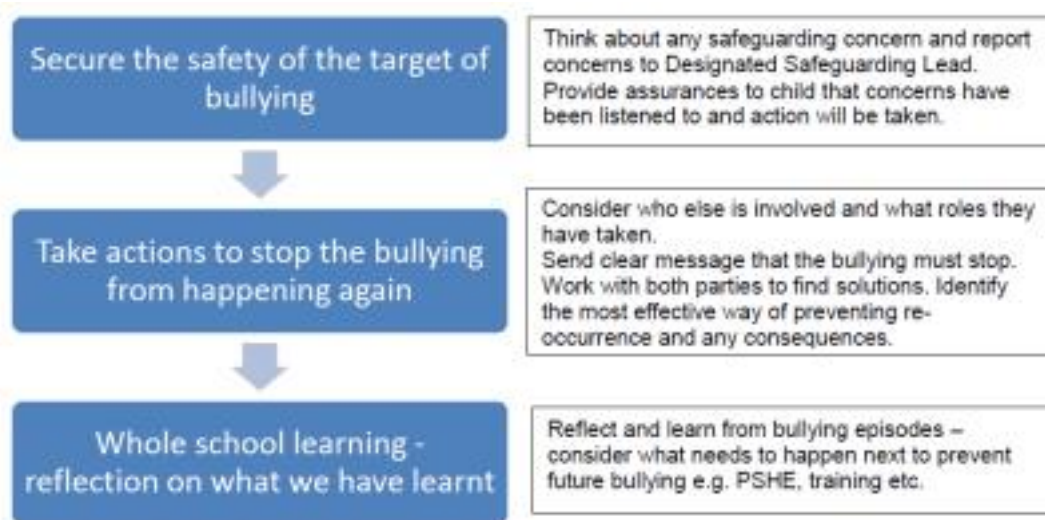 Secure the safety of the target of
bullying
Think about any safeguarding concern and report
concerns to Designated Safeguarding Lead.
Provide assurances to child that concerns have
been listened to and action will be taken.
Take actions to stop the bullying
from happening again
Consider who else is involved and what roles they
have taken.
Send clear message that the bullying must stop.
Work with both parties to find solutions. Identify
the most effective way of preventing re-
occurrence and any consequences.
Whole school learning -
reflection on what we have learnt
Reflect and learn from bullying episodes –
consider what needs to happen next to prevent
future bullying e.g. PSHE, training etc.